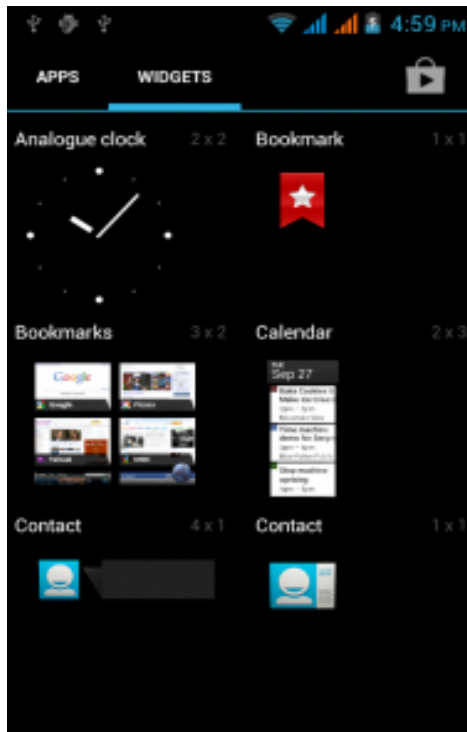 4:59 PM
APPS WIDGETS
Analogue clock 2 x 2 Bookmark 1 x 1
Bookmarks 3 x 2 Calendar 2 x 3
Google
Sep 27
Contact 4 x 1 Contact 1 x 1